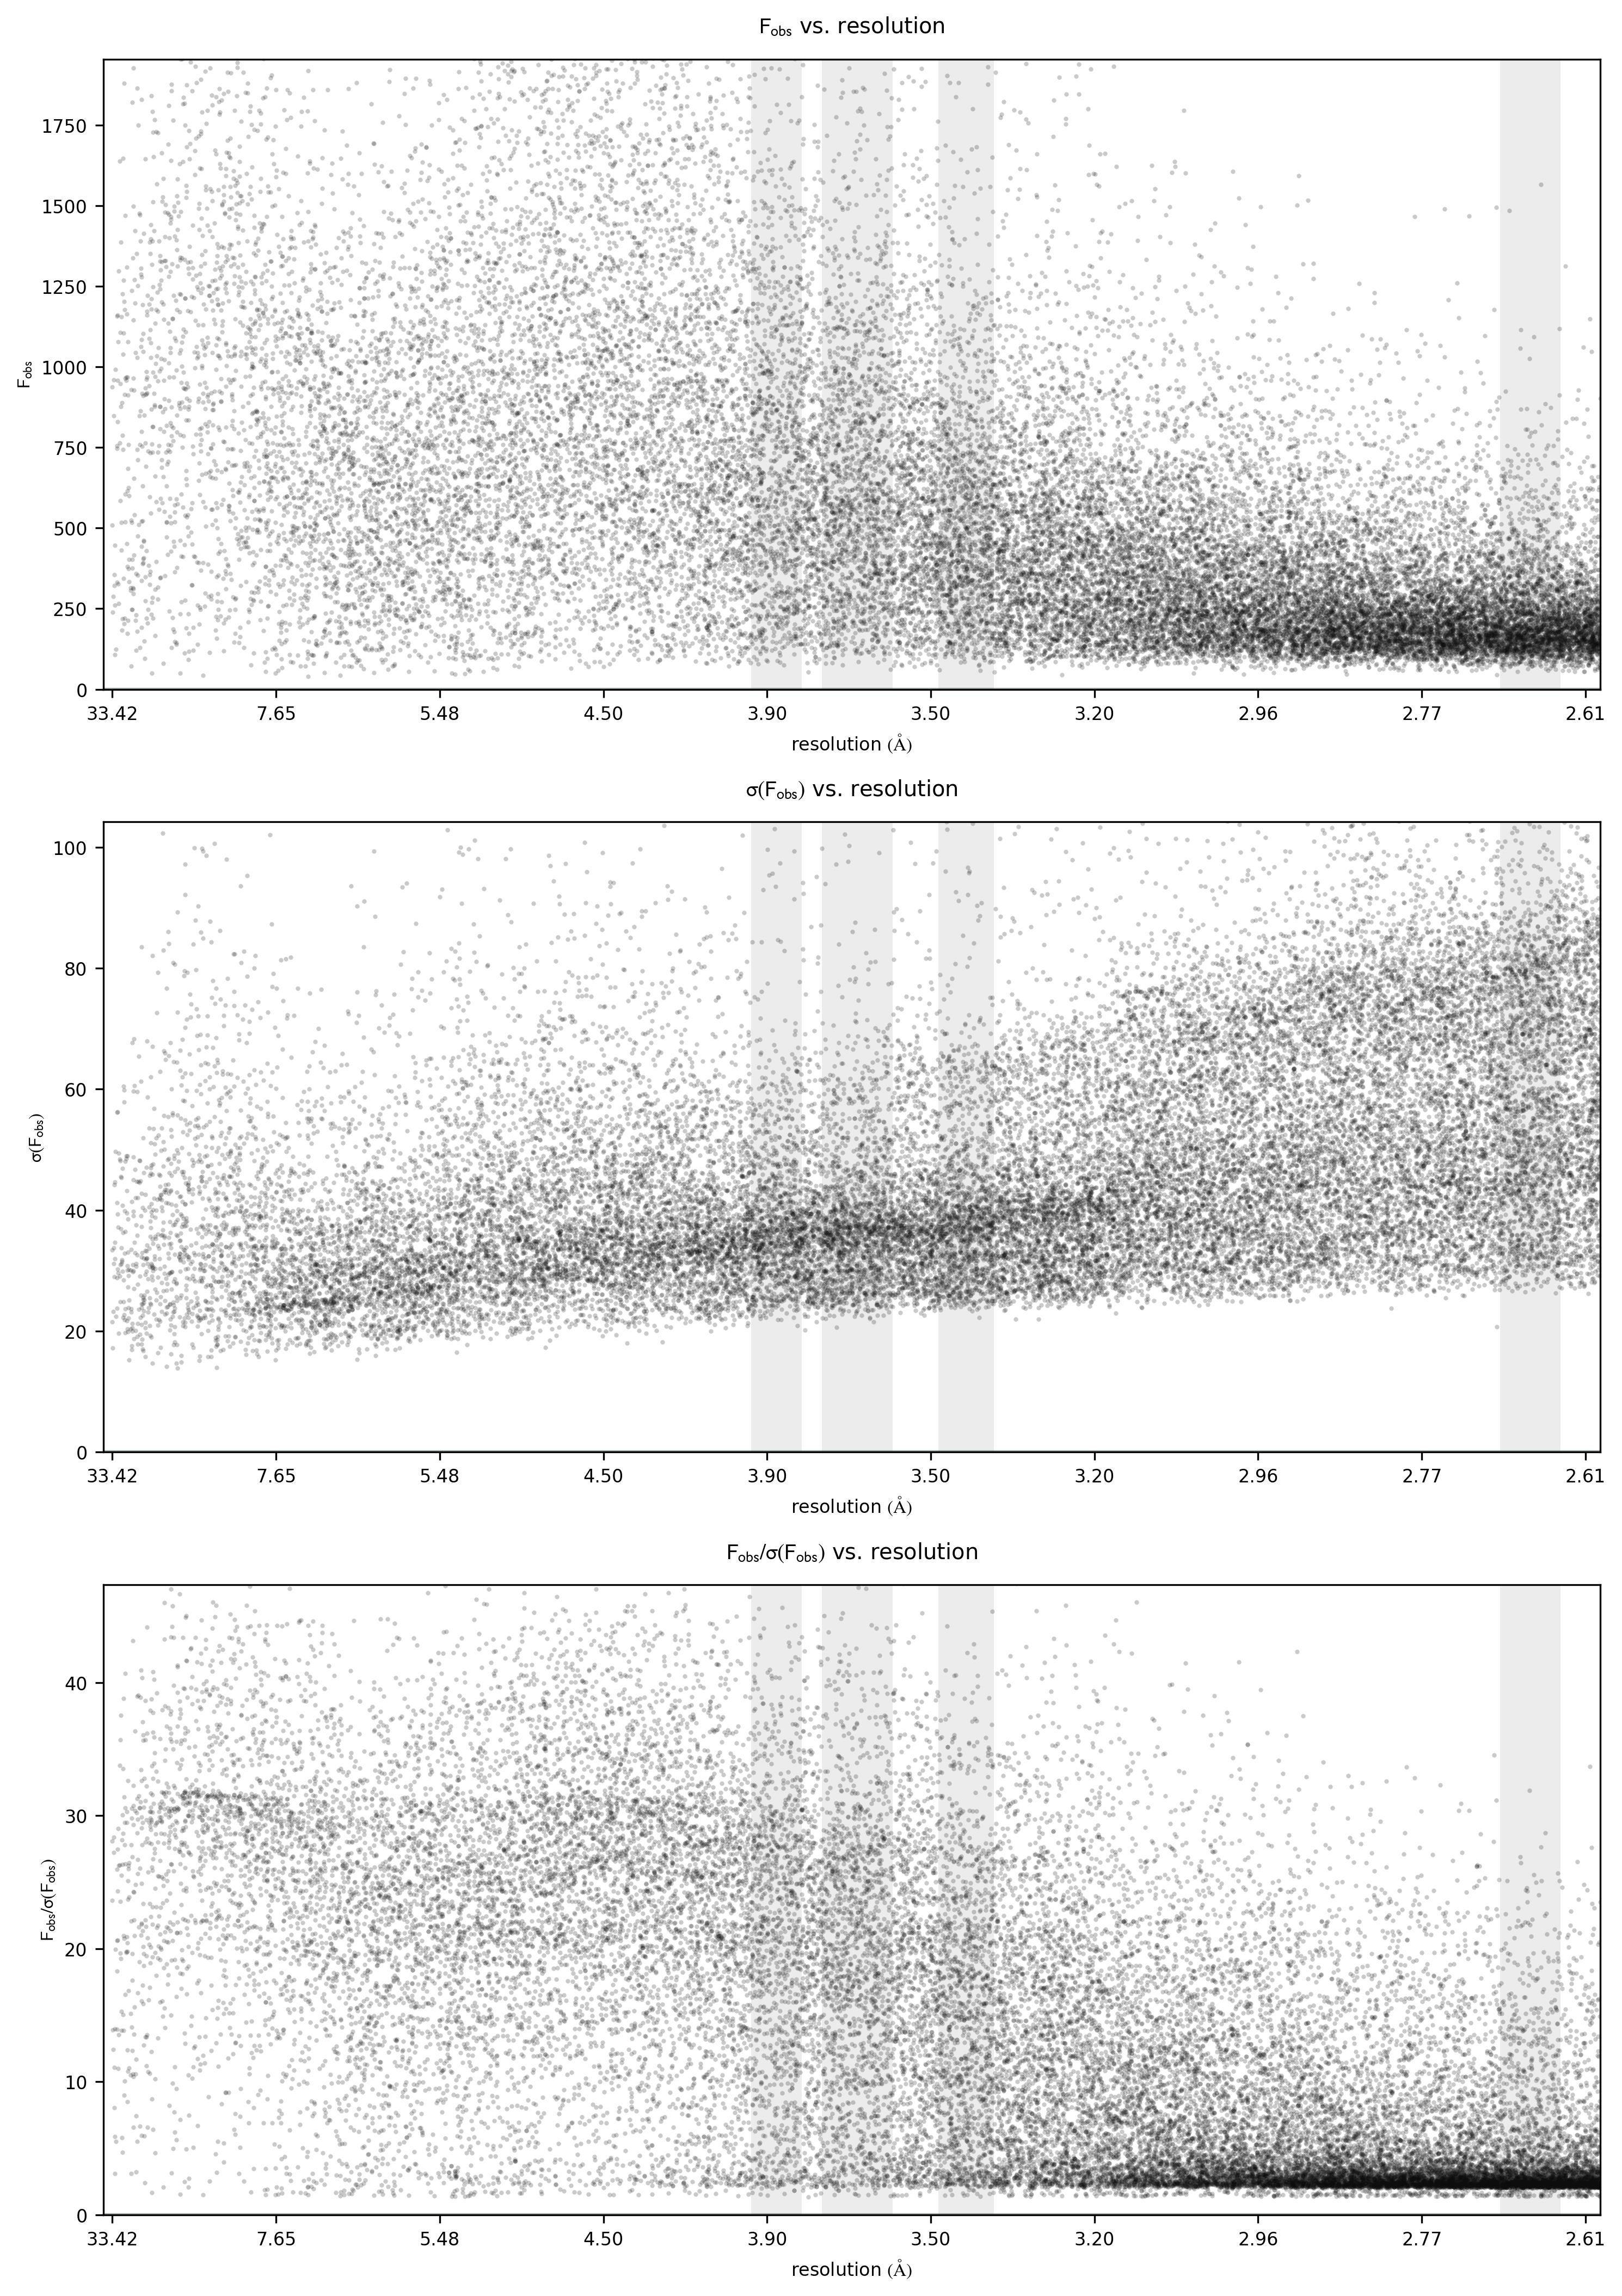 Fobs vs. resolution
1750
1500
1250
1000
750
500
250
0
Fobs
33.42 7.65 5.48 4.50 3.90 3.50 3.20 2.96 2.77 2.61
resolution (Å)
σ(Fobs) vs. resolution
100
80
60
40
20
0
σ(Fobs)
33.42 7.65 5.48 4.50 3.90 3.50 3.20 2.96 2.77 2.61
resolution (Å)
Fobs/σ(Fobs) vs. resolution
40
30
20
10
0
Fobs/σ(Fobs)
33.42 7.65 5.48 4.50 3.90 3.50 3.20 2.96 2.77 2.61
resolution (Å)